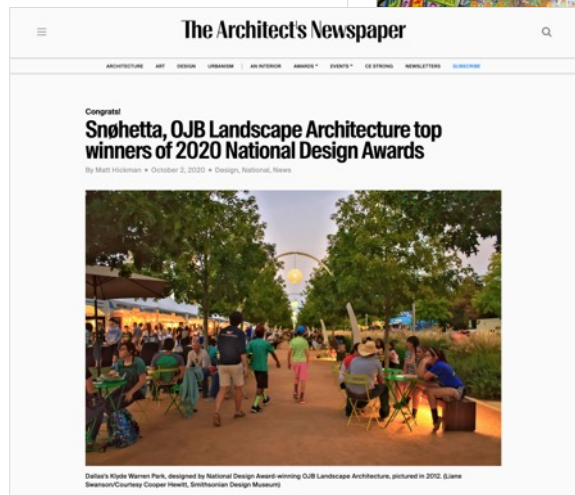 The Architect's Newspaper
ARCHITECTURE ART DESIGN URBANISM | AN INTERIOR AWARDS EVENTS CE STRONG NEWSLETTERS SUBSCRIBE
Congrats!
Snøhetta, OJB Landscape Architecture top
winners of 2020 National Design Awards
By Matt Hickman • October 2, 2020 • Design, National, News
Dallas's Klyde Warren Park, designed by National Design Award-winning OJB Landscape Architecture, pictured in 2012. (Liane
Swanson/Courtesy Cooper Hewitt, Smithsonian Design Museum)